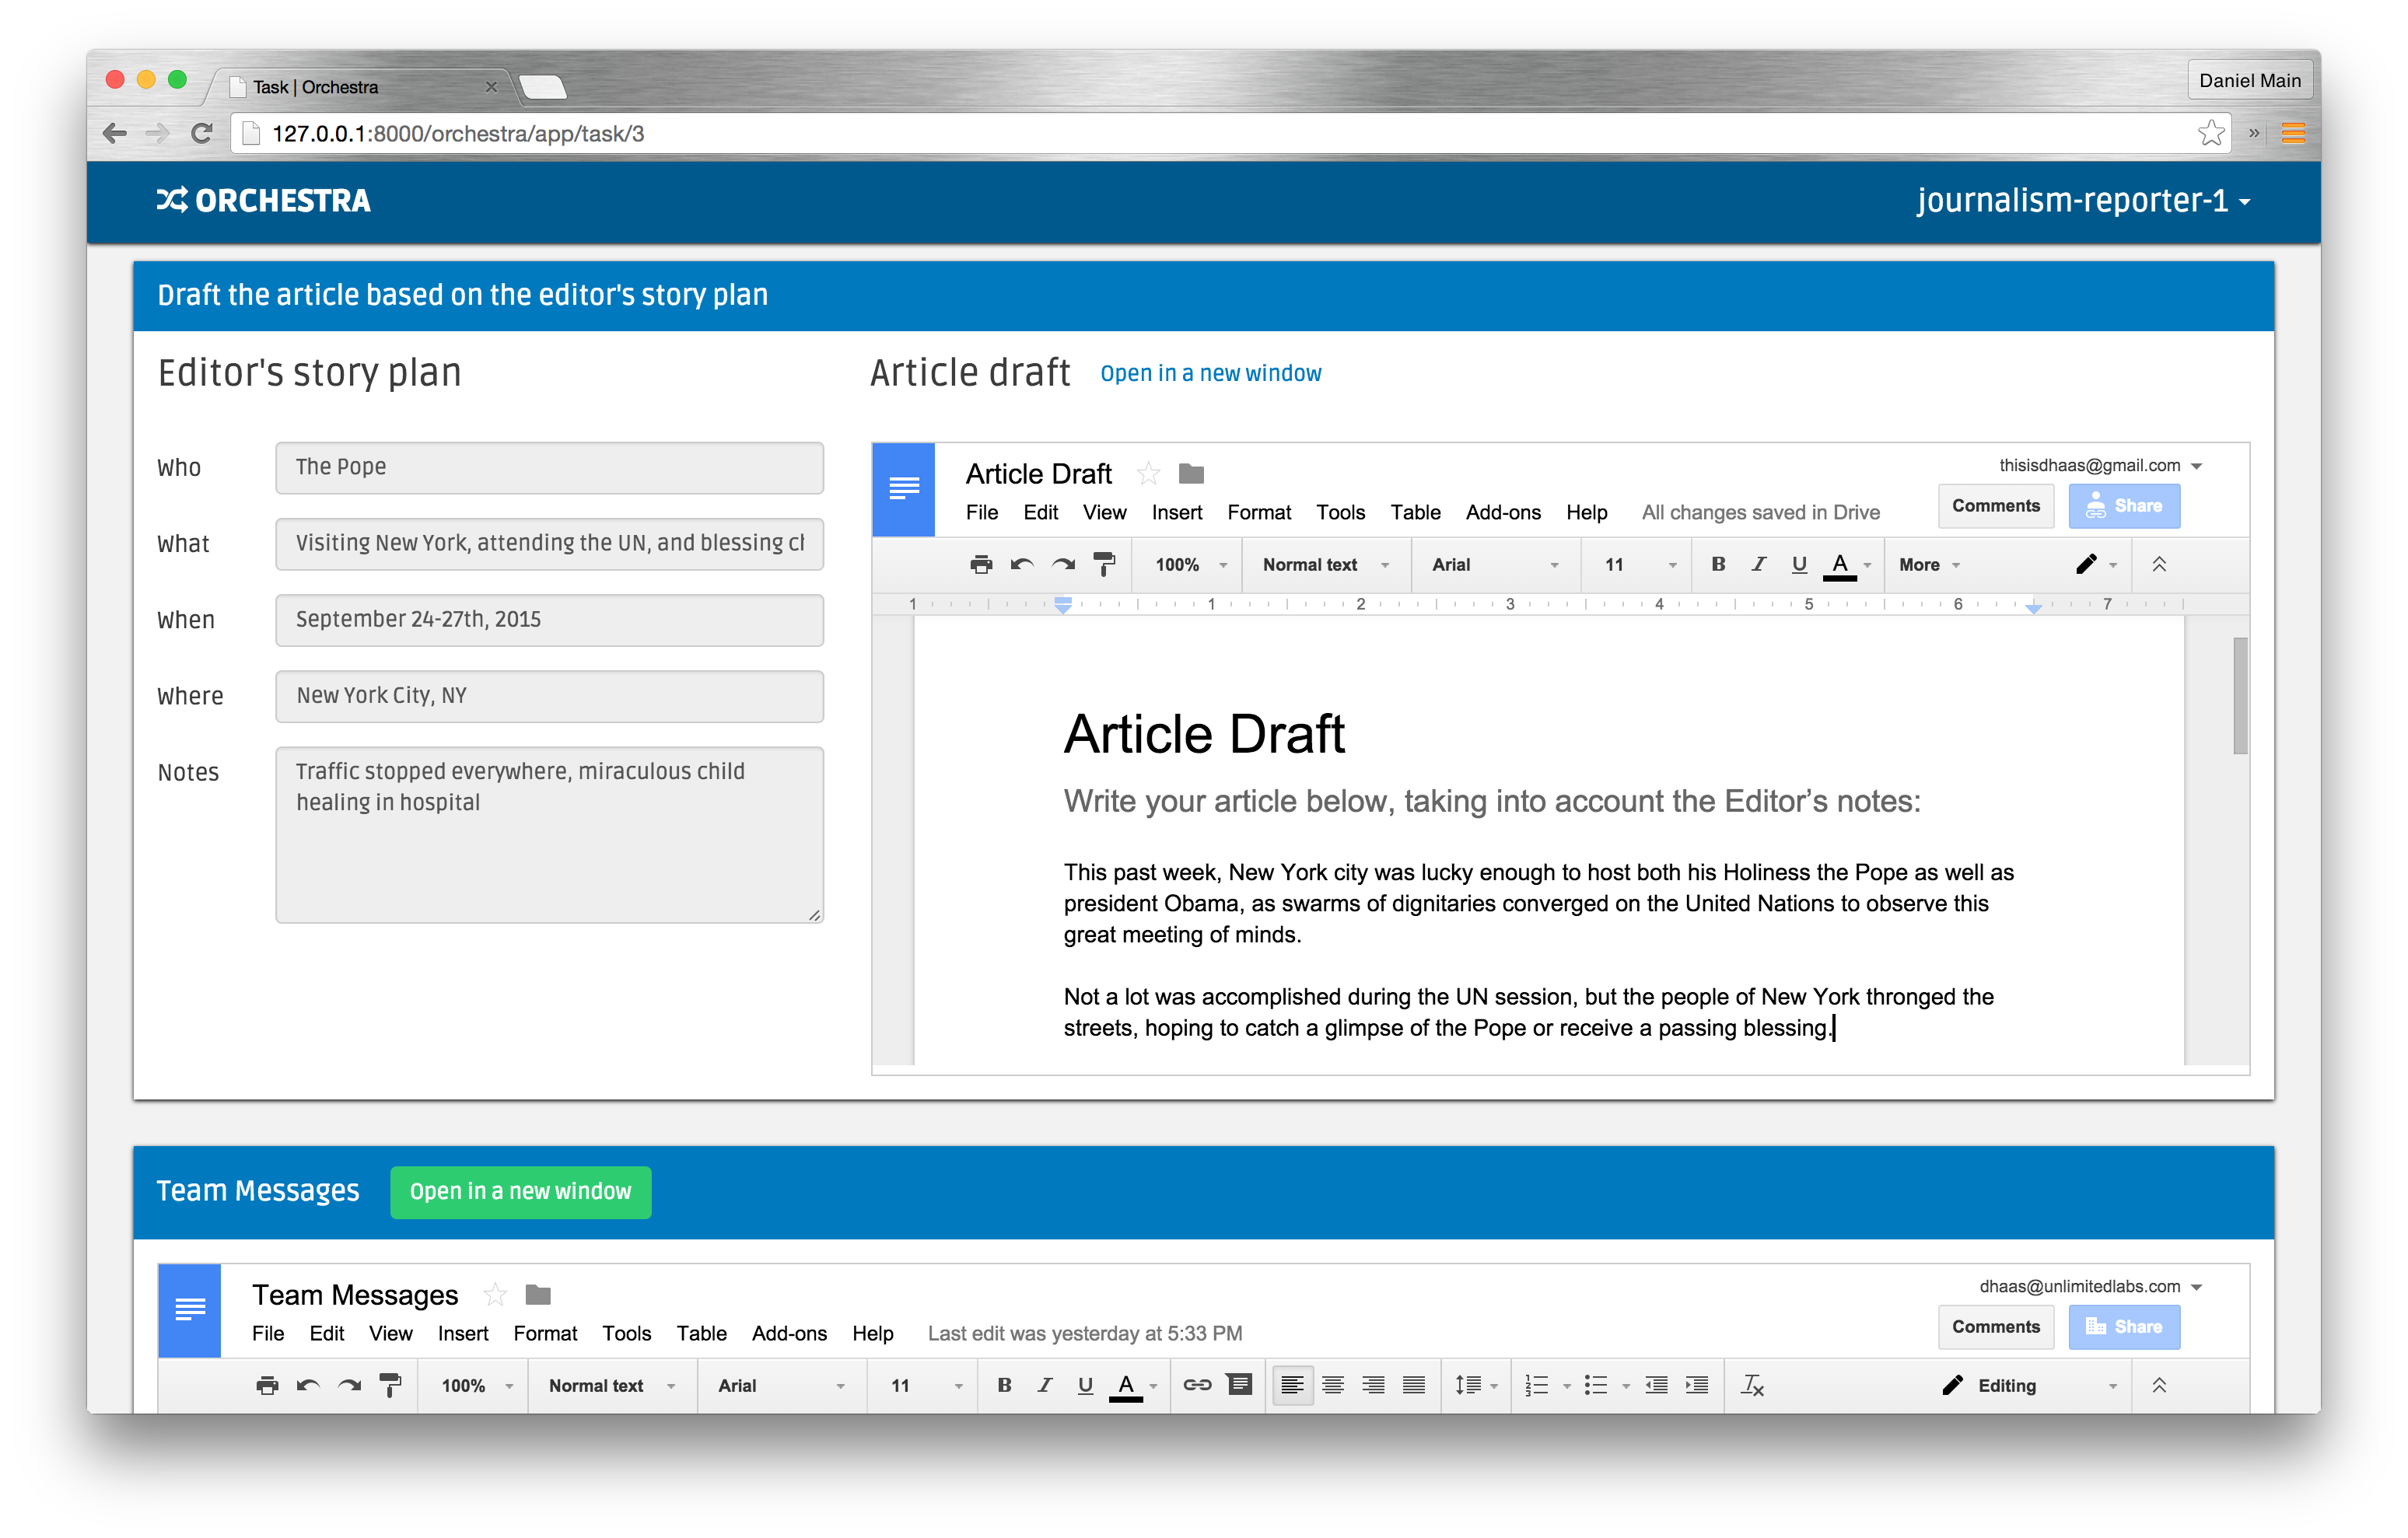 Task | Orchestra
Daniel Main
127.0.0.1:8000/orchestra/app/task/3
ORCHESTRA
journalism-reporter-1
Draft the article based on the editor's story plan
Editor's story plan
Who
The Pope
What
Visiting New York, attending the UN, and blessing
When
September 24-27th, 2015
Where
New York City, NY
Notes
Traffic stopped everywhere, miraculous child
healing in hospital
Article draft
Open in a new window
Article Draft
thisisdhaas@gmail.com
File Edit View Insert Format Tools Table Add-ons Help All changes saved in Drive
Comments
Share
100% Normal text Arial 11 B I U A More
1 1 2 3 4 5 6 7
Article Draft
Write your article below, taking into account the Editor’s notes:
This past week, New York city was lucky enough to host both his Holiness the Pope as well as
president Obama, as swarms of dignitaries converged on the United Nations to observe this
great meeting of minds.
Not a lot was accomplished during the UN session, but the people of New York thronged the
streets, hoping to catch a glimpse of the Pope or receive a passing blessing.
Team Messages
Open in a new window
Team Messages
dhaas@unlimitedlabs.com
File Edit View Insert Format Tools Table Add-ons Help Last edit was yesterday at 5:33 PM
Comments
Share
100% Normal text Arial 11 B I U A Editing